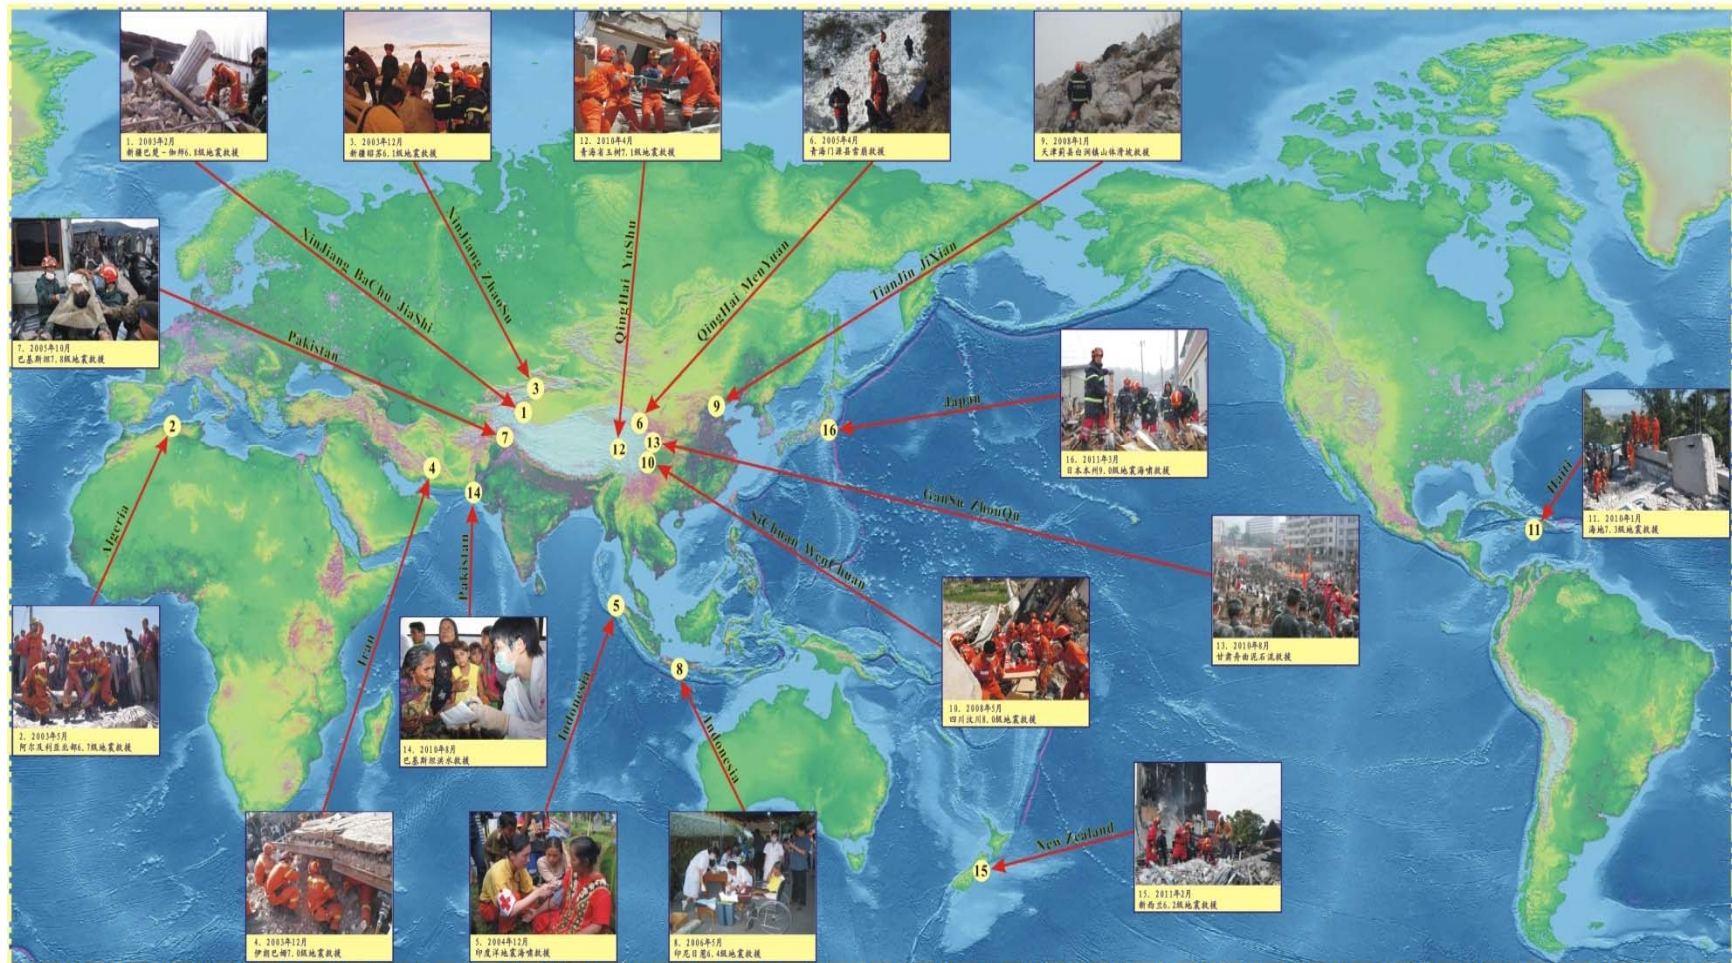 1. 2003年2月
新疆巴楚-伽师6.8级地震救援
3. 2003年12月
新疆昭苏6.1级地震救援
12. 2010年4月
青海省玉树7.1级地震救援
6. 2005年4月
青海门源县雪崩救援
9. 2008年1月
天津蓟县白涧镇山体滑坡救援
7. 2005年10月
巴基斯坦7.8级地震救援
XinJiang BaChu JiaShi
XinJiang ZhaoSu
QingHai YuShu
QingHai MenYuan
TianJin JiXian
Pakistan
3
1
7
2
4
14
6
12
13
10
9
16
Japan
16. 2011年3月
日本本州9.0级地震海啸救援
Haiti
11
11. 2010年1月
海地7.3级地震救援
Algeria
Pakistan
Iran
Indonesia
Indonesia
5
8
SiChuan WenChuan
GanSu ZhouQu
13. 2010年8月
甘肃舟曲泥石流救援
10. 2008年5月
四川汶川8.0级地震救援
2. 2003年5月
阿尔及利亚北部6.7级地震救援
14. 2010年8月
巴基斯坦洪水救援
New Zealand
15
15. 2011年2月
新西兰6.2级地震救援
4. 2003年12月
伊朗巴姆7.0级地震救援
5. 2004年12月
印度洋地震海啸救援
8. 2006年5月
印尼日惹6.4级地震救援